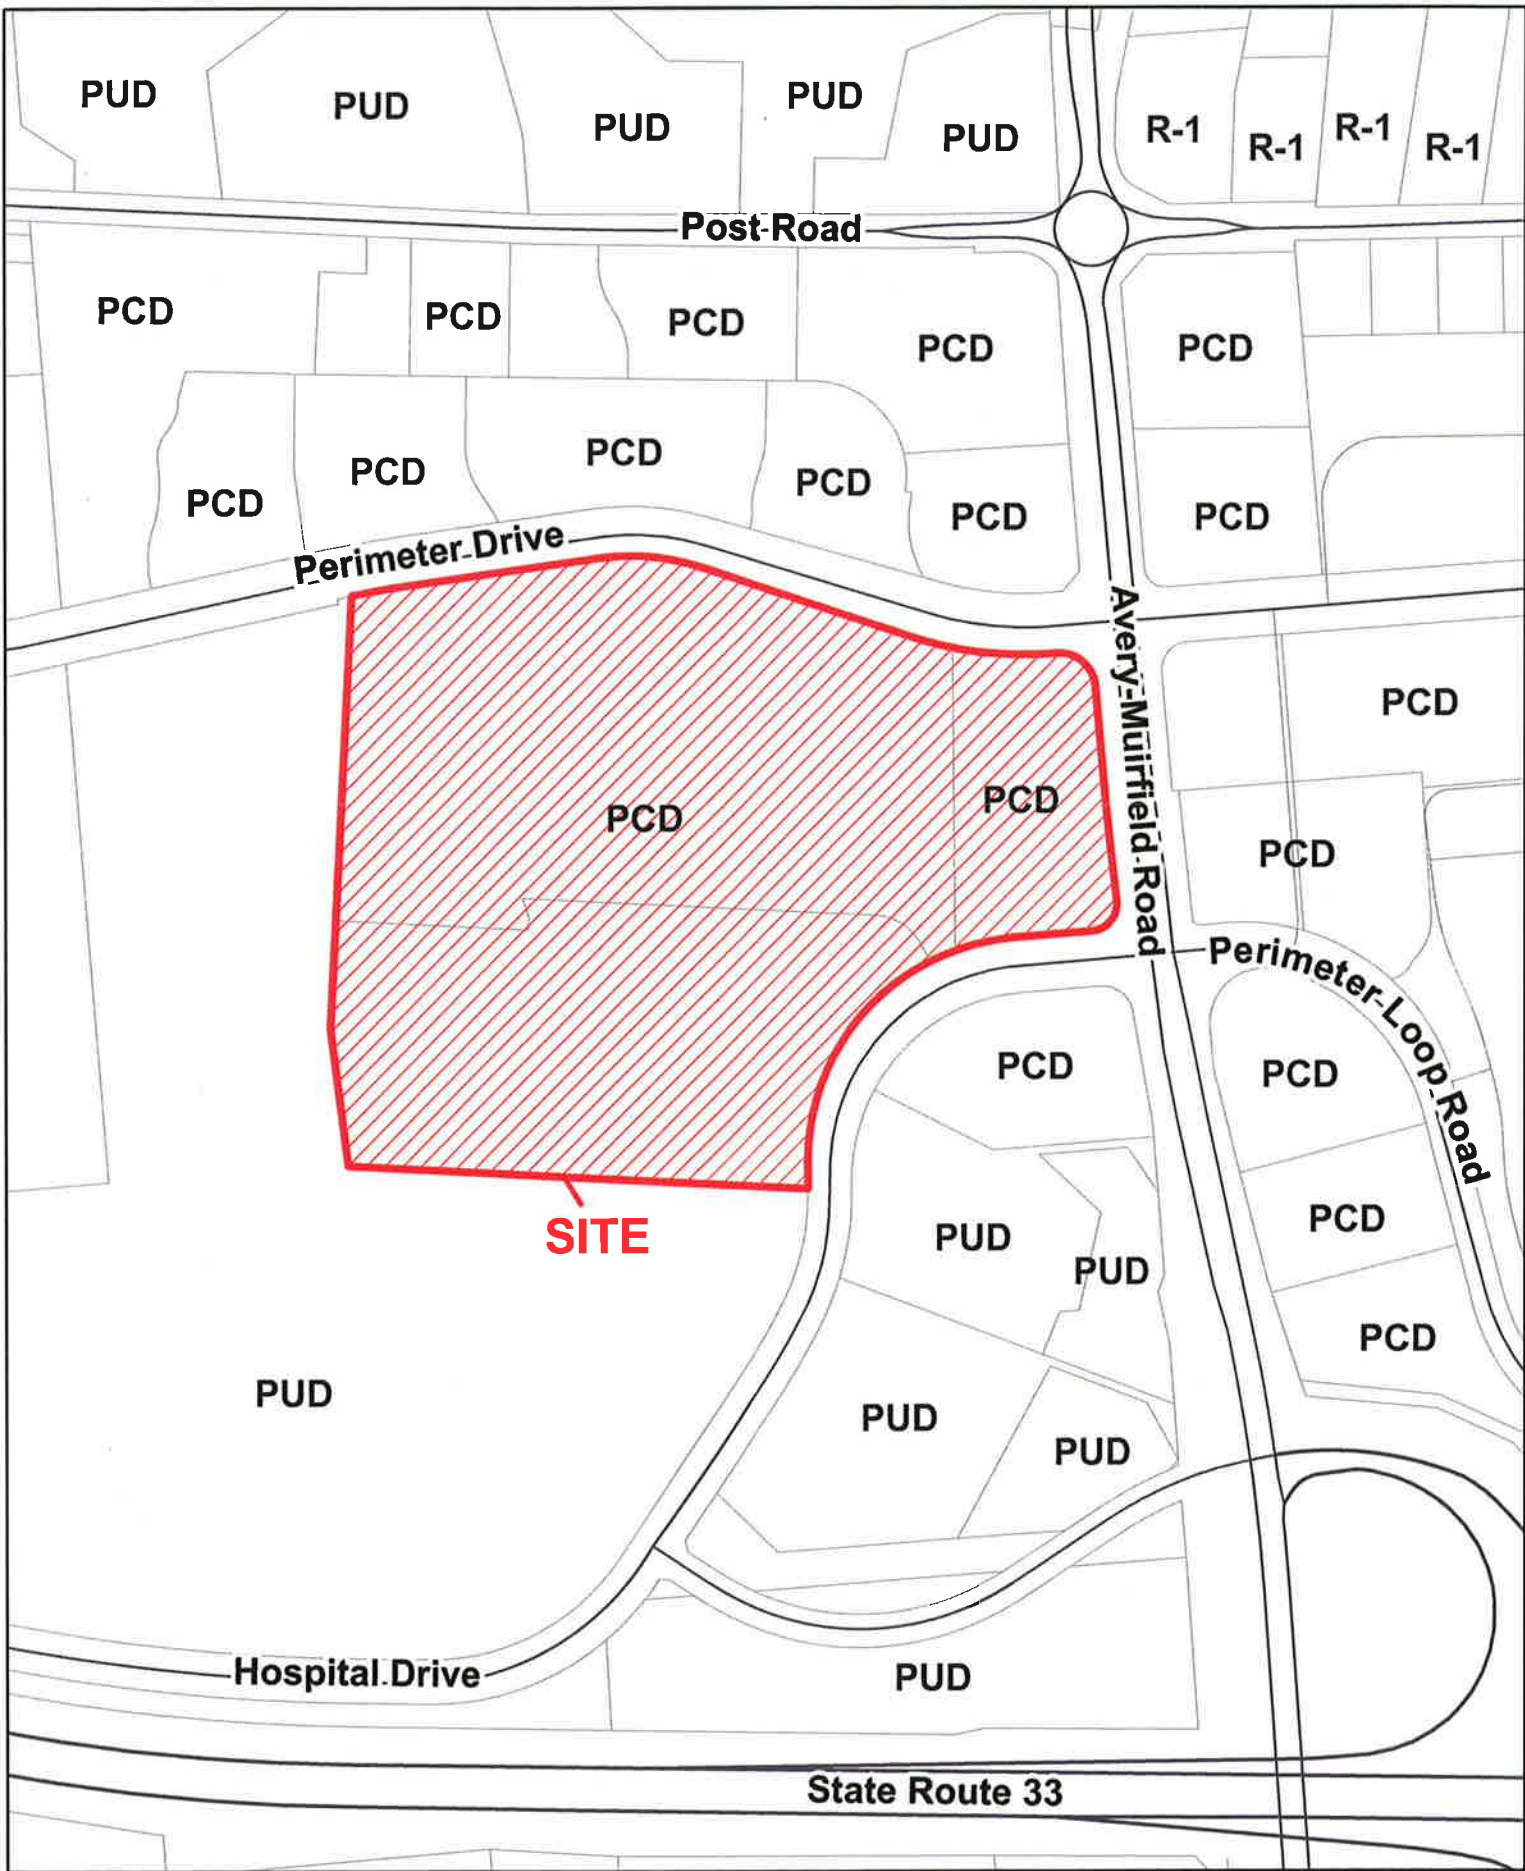 PUD
PUD
PUD
PUD
PUD
R-1
R-1
R-1
R-1
Post Road
PCD
PCD
PCD
PCD
PCD
PCD
PCD
PCD
PCD
PCD
PCD
Perimeter Drive
Avery-Muirfield Road
PCD
PCD
PCD
PCD
Perimeter Loop Road
PCD
PCD
SITE
PUD
PUD
PCD
PCD
PUD
PUD
PUD
Hospital Drive
PUD
State Route 33